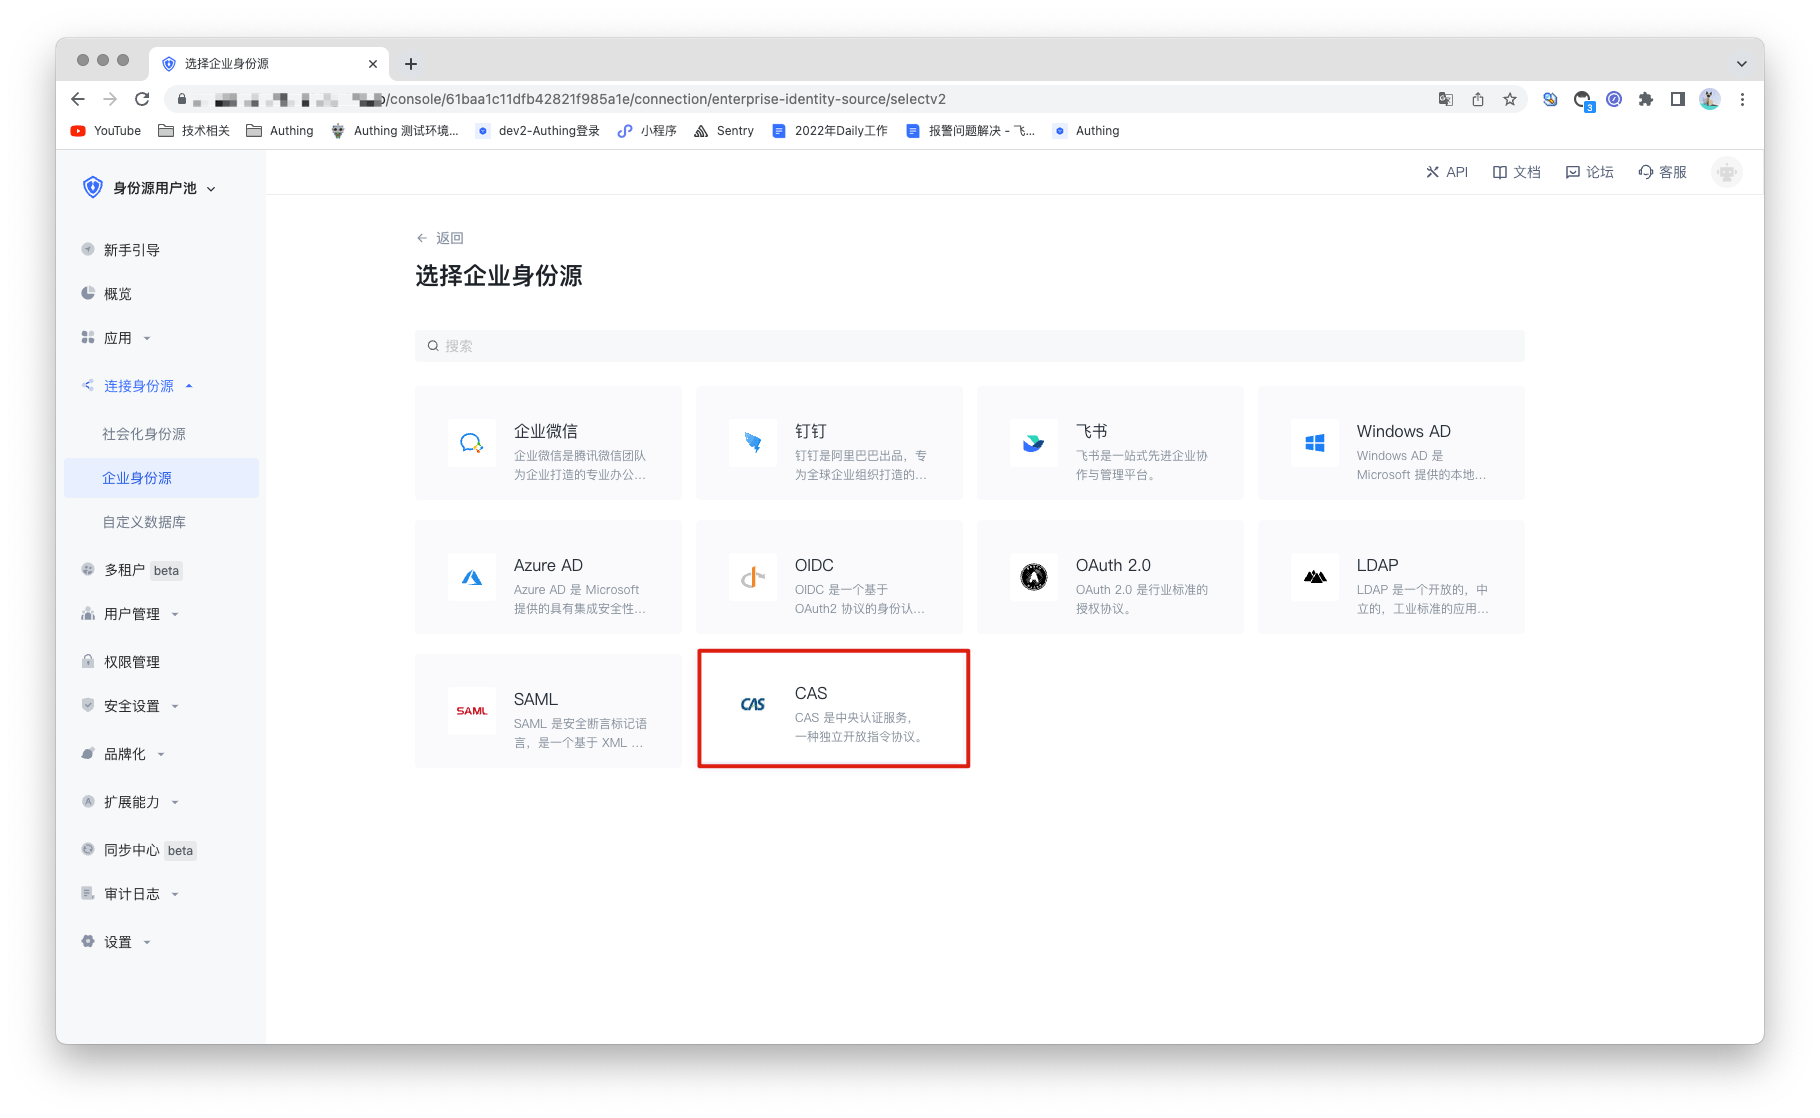 选择企业身份源
/console/61baa1c11dfb42821f985a1e/connection/enterprise-identity-source/selectv2
3
YouTube 技术相关 Authing Authing 测试环境... dev2-Authing登录 小程序 Sentry 2022年Daily工作 报警问题解决 - 飞... Authing
身份源用户池
API 文档 论坛 客服
新手引导
概览
应用
连接身份源
社会化身份源
企业身份源
自定义数据库
多租户 beta
用户管理
权限管理
安全设置
品牌化
扩展能力
同步中心 beta
审计日志
设置
返回
选择企业身份源
搜索
企业微信
企业微信是腾讯微信团队
为企业打造的专业办公...
钉钉
钉钉是阿里巴巴出品，专
为全球企业组织打造的...
飞书
飞书是一站式先进企业协
作与管理平台。
Windows AD
Windows AD 是
Microsoft 提供的本地...
Azure AD
Azure AD 是 Microsoft
提供的具有集成安全性...
OIDC
OIDC 是一个基于
OAuth2 协议的身份认...
OAuth 2.0
OAuth 2.0 是行业标准的
授权协议。
LDAP
LDAP 是一个开放的，中
立的，工业标准的应用...
SAML
SAML
SAML 是安全断言标记语
言，是一个基于 XML ...
CAS
CAS
CAS 是中央认证服务，
一种独立开放指令协议。